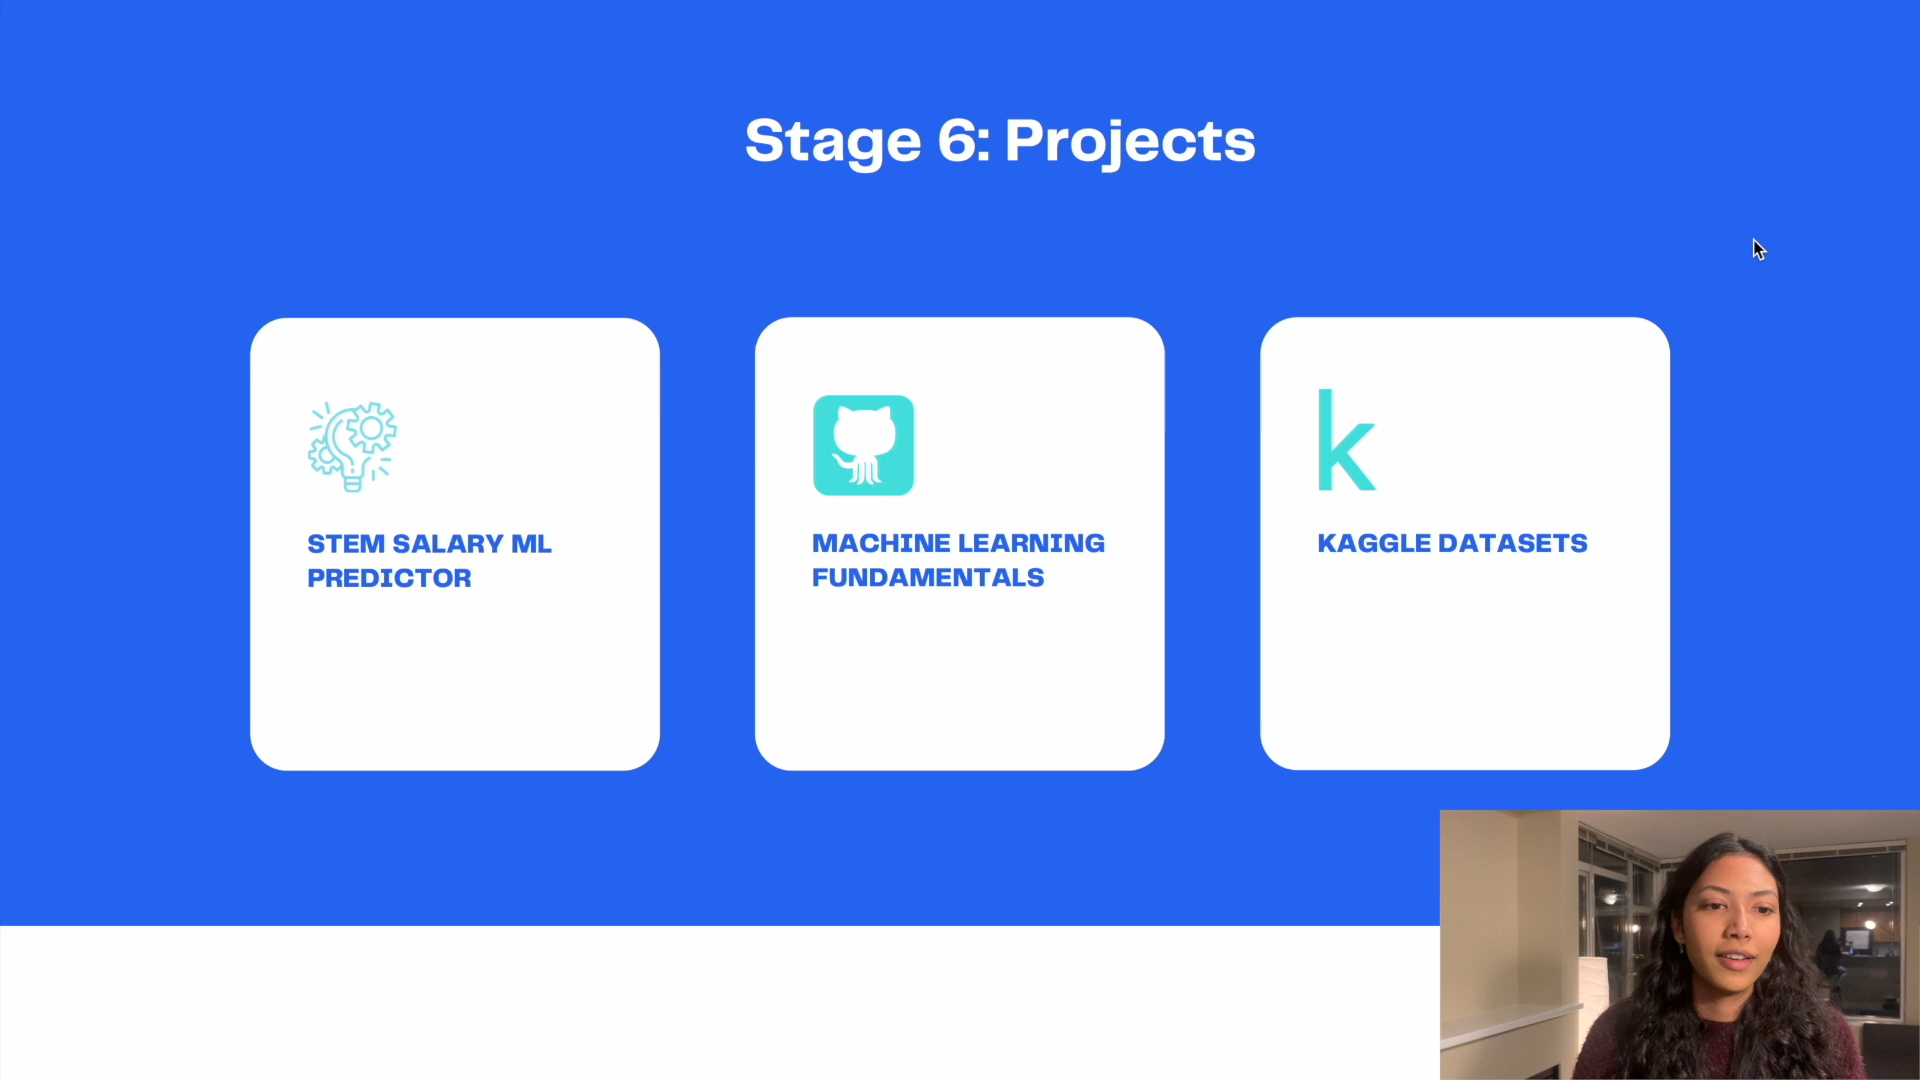 Stage 6: Projects
STEM SALARY ML
PREDICTOR
MACHINE LEARNING
FUNDAMENTALS
k
KAGGLE DATASETS